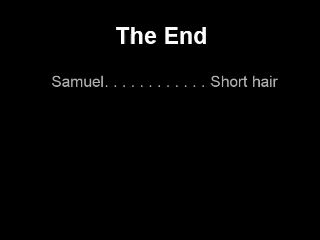 The End
Samuel. . . . . . . . . . . . Short hair